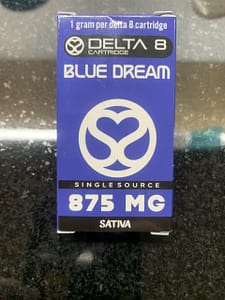 1 gram per delta 8 cartridge
DELTA 8
CARTRIDGE
BLUE DREAM
SINGLE SOURCE
875 MG
SATIVA